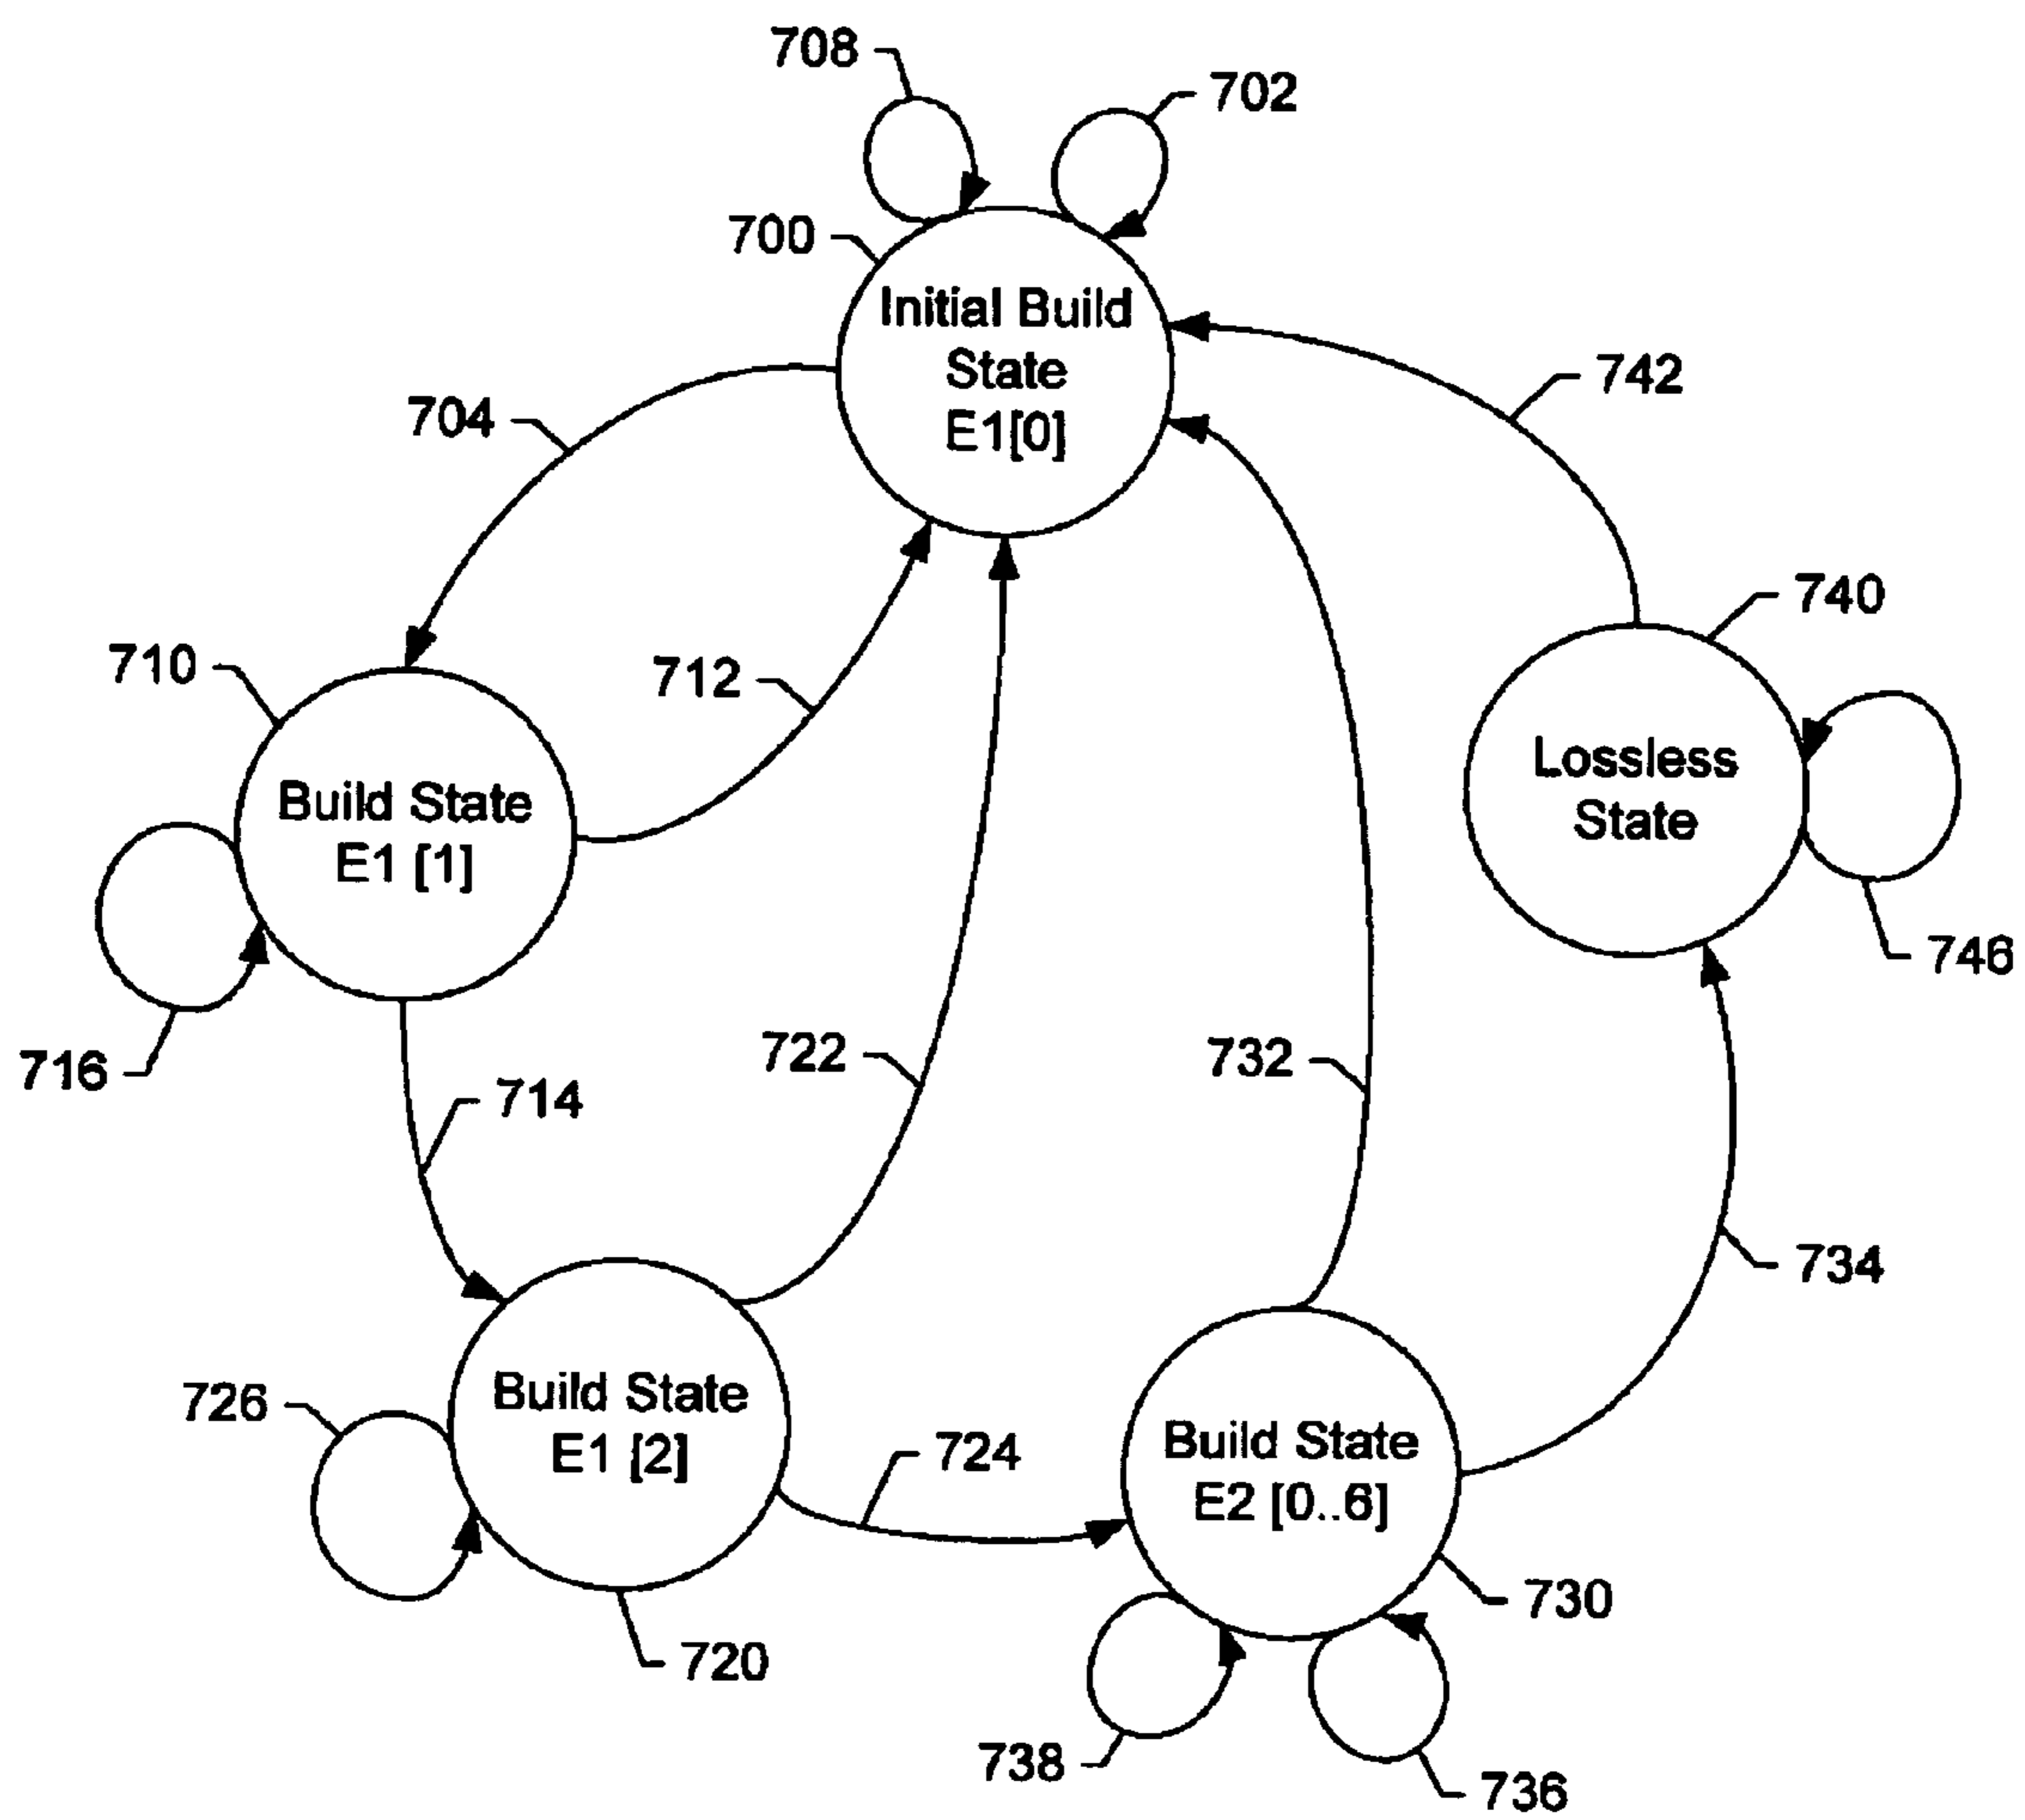 708
702
700
Initial Build
State
E1[0]
742
704
740
710
712
Lossless
State
Build State
E1 [1]
746
716
722
732
714
734
Build State
E1 [2]
726
724
Build State
E2 [0..6]
730
720
738
736